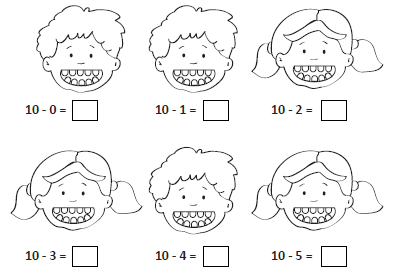 10 - 0 =
10 - 1 =
10 - 2 =
10 - 3 =
10 - 4 =
10 - 5 =